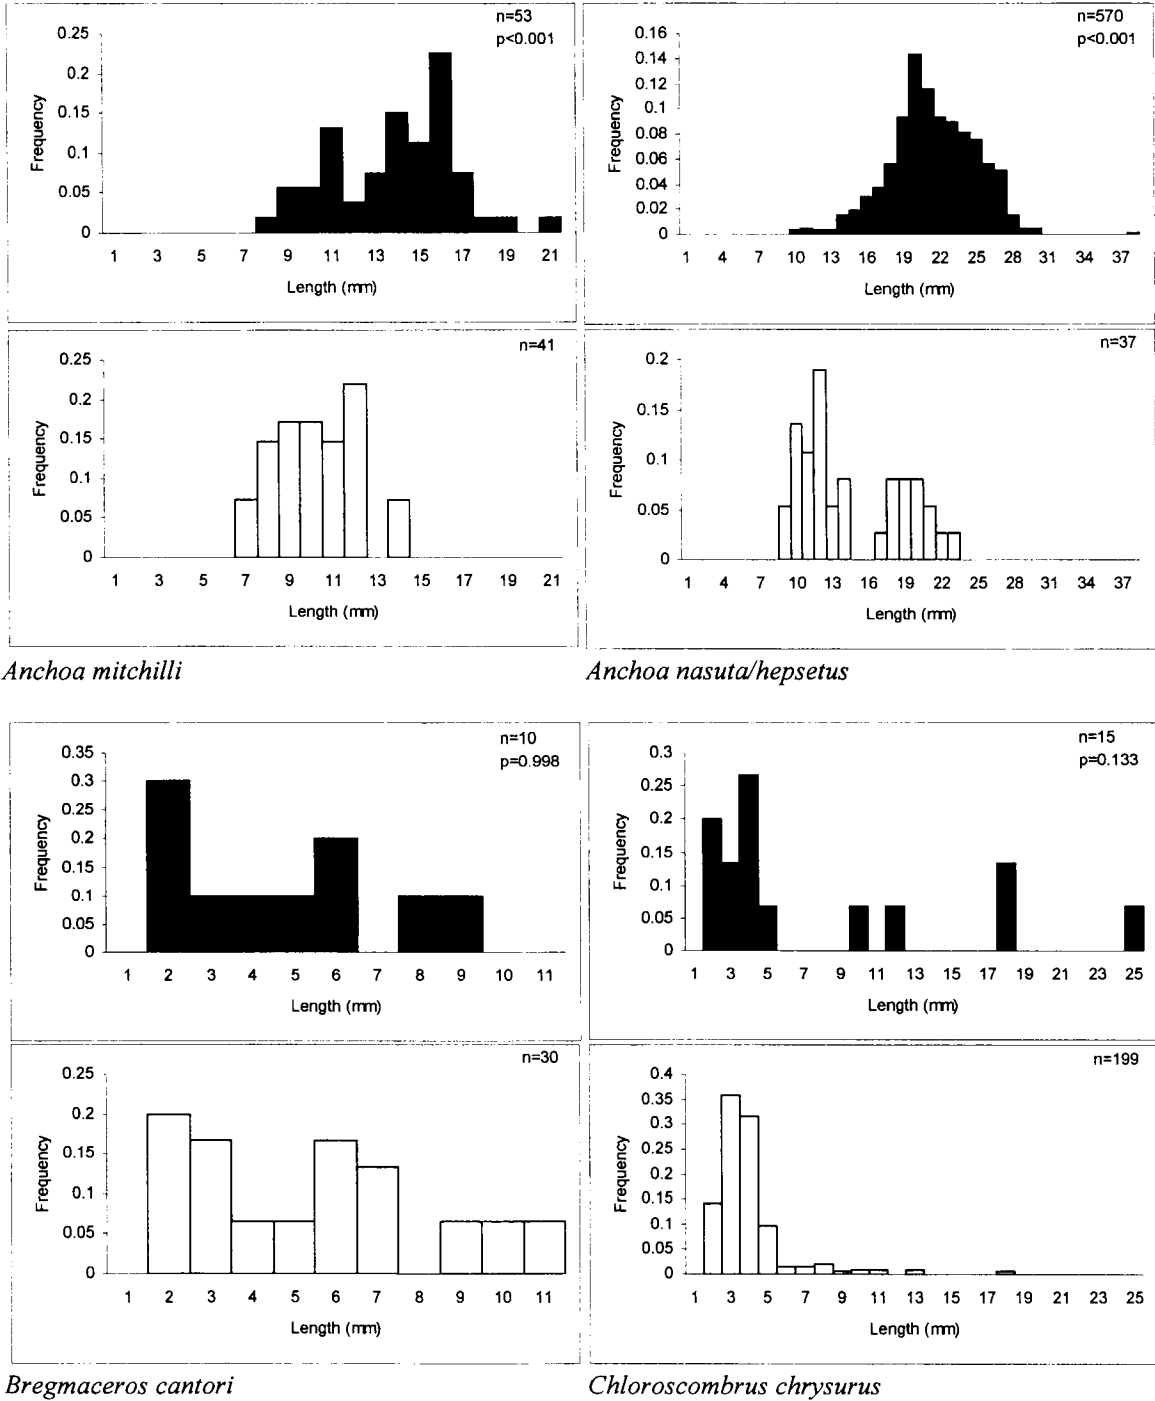 n=53
p<0.001
0.25
0.2
0.15
0.1
0.05
0
Frequency
1 3 5 7 9 11 13 15 17 19 21
Length (mm)
n=570
p<0.001
0.16
0.14
0.12
0.1
0.08
0.06
0.04
0.02
0
Frequency
1 4 7 10 13 16 19 22 25 28 31 34 37
Length (mm)
n=41
0.25
0.2
0.15
0.1
0.05
0
Frequency
1 3 5 7 9 11 13 15 17 19 21
Length (mm)
n=37
0.2
0.15
0.1
0.05
0
Frequency
1 4 7 10 13 16 19 22 25 28 31 34 37
Length (mm)
Anchoa mitchilli
Anchoa nasuta/hepsetus
n=10
p=0.998
0.35
0.3
0.25
0.2
0.15
0.1
0.05
0
Frequency
1 2 3 4 5 6 7 8 9 10 11
Length (mm)
n=15
p=0.133
0.3
0.25
0.2
0.15
0.1
0.05
0
Frequency
1 3 5 7 9 11 13 15 17 19 21 23 25
Length (mm)
n=30
0.25
0.2
0.15
0.1
0.05
0
Frequency
1 2 3 4 5 6 7 8 9 10 11
Length (mm)
n=199
0.4
0.35
0.3
0.25
0.2
0.15
0.1
0.05
0
Frequency
1 3 5 7 9 11 13 15 17 19 21 23 25
Length (mm)
Bregmaceros cantori
Chloroscombrus chrysurus